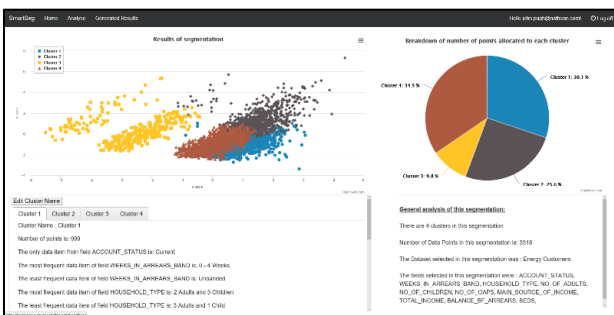 SmartSeg Home Analyse Generated Results
Log off
Results of segmentation
Cluster 1
Cluster 2
Cluster 3
Cluster 4
Breakdown of number of points allocated to each cluster
Cluster 4: 34.5 %
Cluster 1: 30.1 %
Cluster 3: 9.8 %
Cluster 2: 25.6 %
Edit Cluster Name
Cluster 1 Cluster 2 Cluster 3 Cluster 4
Cluster Name : Cluster 1
Number of points is: 999
The only data item from field ACCOUNT_STATUS is: Current
The most frequent data item of field WEEKS_IN_ARREARS_BAND is: 0 - 4 Weeks
The least frequent data item of field WEEKS_IN_ARREARS_BAND is: Unbanded
The most frequent data item of field HOUSEHOLD_TYPE is: 2 Adults and 3 Children
The least frequent data item of field HOUSEHOLD_TYPE is: 3 Adults and 1 Child
General analysis of this segmentation:
There are 4 clusters in this segmentation
Number of Data Points in this segmentation is: 3318
The Dataset selected in this segmentation was : Energy Customers
The fields selected in this segmentation were : ACCOUNT_STATUS,
WEEKS_IN_ARREARS_BAND, HOUSEHOLD_TYPE, NO_OF_ADULTS,
NO_OF_CHILDREN, NO_OF_OAPS, MAIN_SOURCE_OF_INCOME,
TOTAL_INCOME, BALANCE_BF_ARREARS, BEDS,